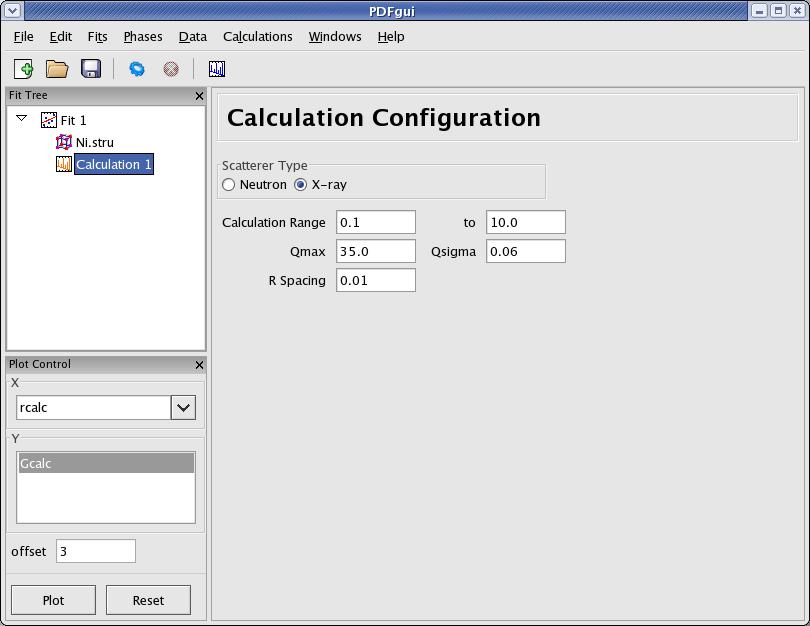 PDFgui
File Edit Fits Phases Data Calculations Windows Help
Fit Tree
Fit 1
Ni.stru
Calculation 1
Plot Control
X
rcalc
Y
Gcalc
offset 3
Plot Reset
Calculation Configuration
Scatterer Type
Neutron X-ray
Calculation Range 0.1 to 10.0
Qmax 35.0 Qsigma 0.06
R Spacing 0.01